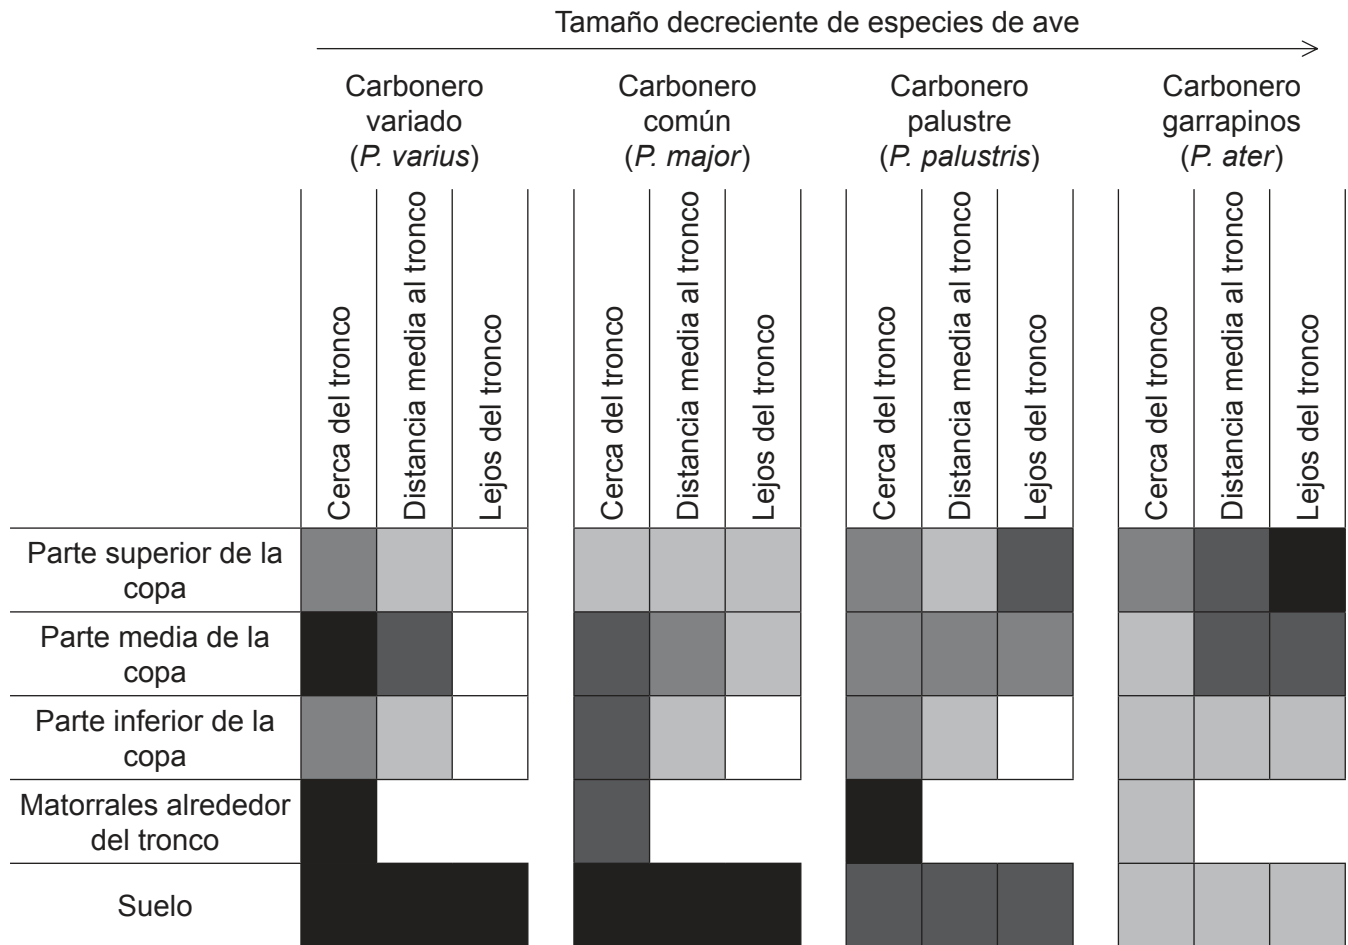 Tamaño decreciente de especies de ave
Carbonero
variado
(P. varius)
Carbonero
común
(P. major)
Carbonero
palustre
(P. palustris)
Carbonero
garrapinos
(P. ater)
Cerca del tronco
Distancia media al tronco
Lejos del tronco
Cerca del tronco
Distancia media al tronco
Lejos del tronco
Cerca del tronco
Distancia media al tronco
Lejos del tronco
Cerca del tronco
Distancia media al tronco
Lejos del tronco
Parte superior de la
copa
Parte media de la
copa
Parte inferior de la
copa
Matorrales alrededor
del tronco
Suelo